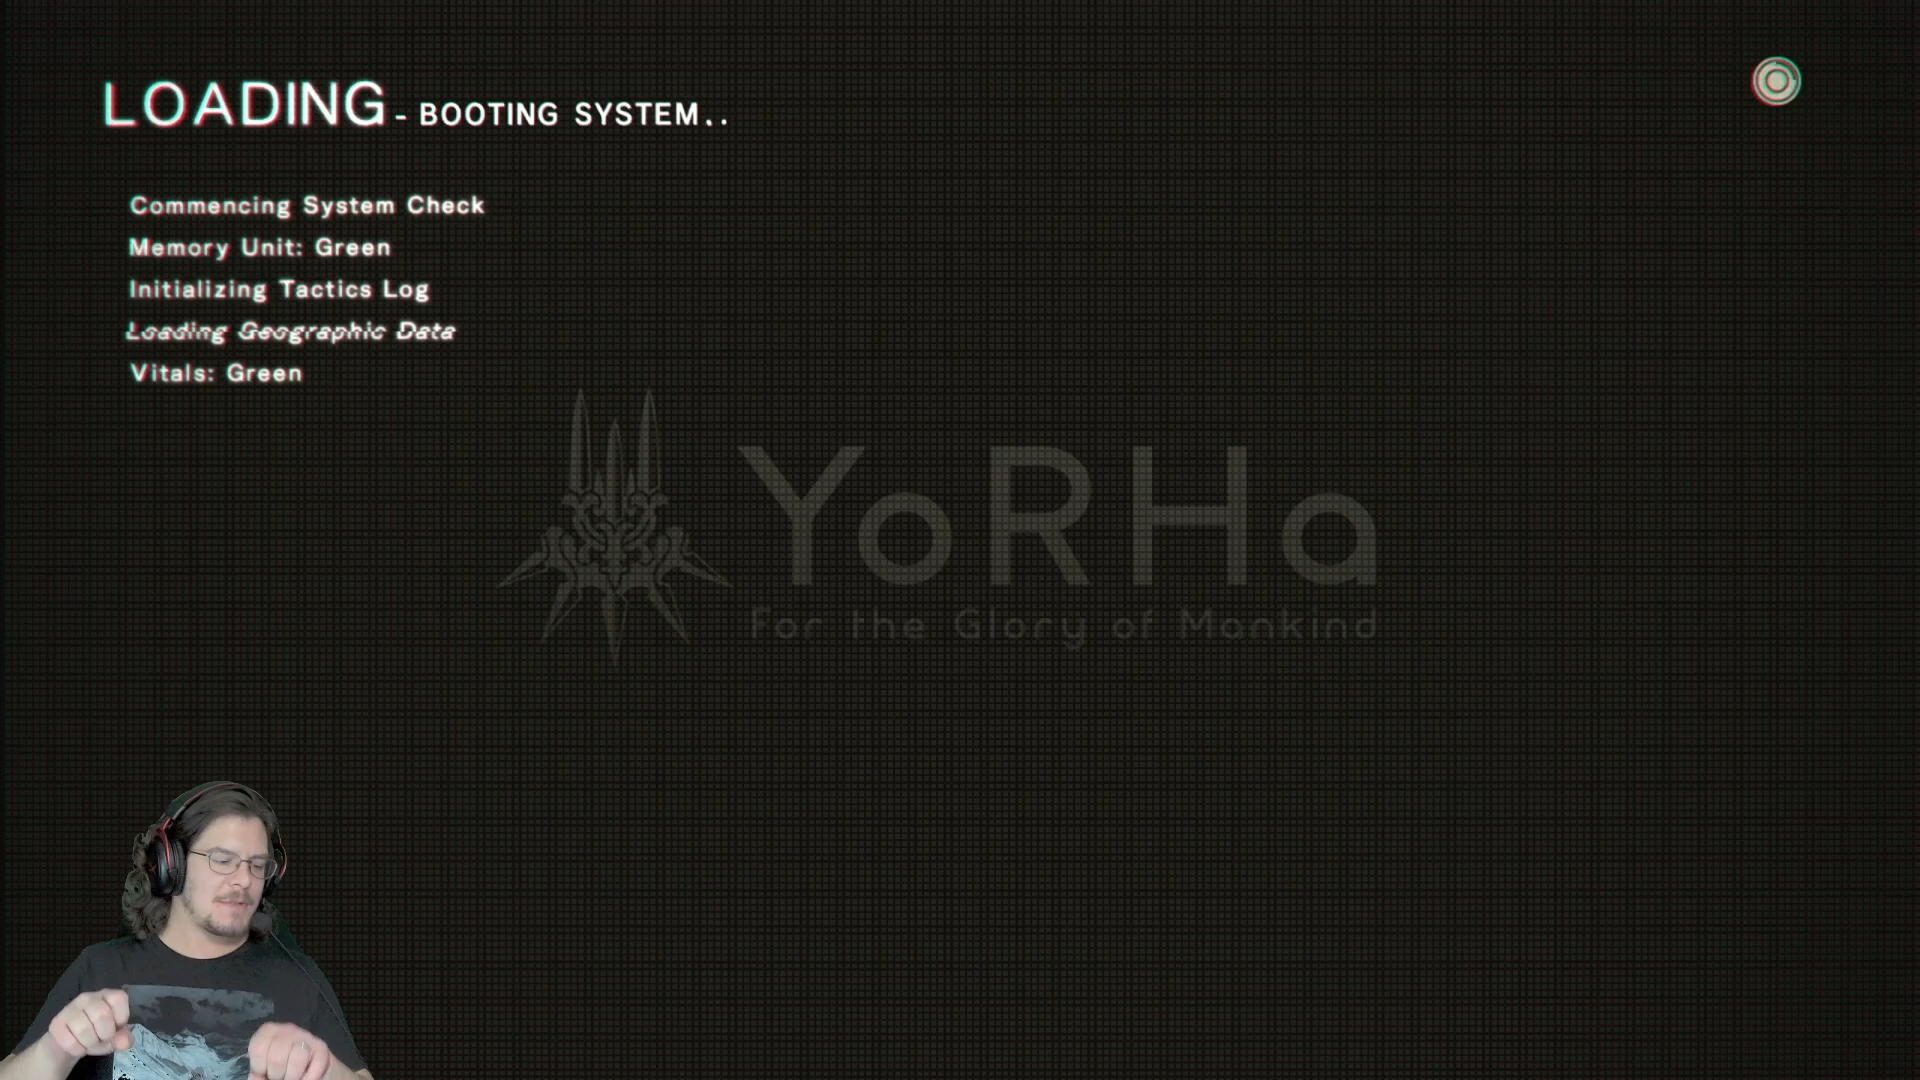 LOADING - BOOTING SYSTEM..
Commencing System Check
Memory Unit: Green
Initializing Tactics Log
Loading Geographic Data
Vitals: Green
YoRHa
For the Glory of Mankind